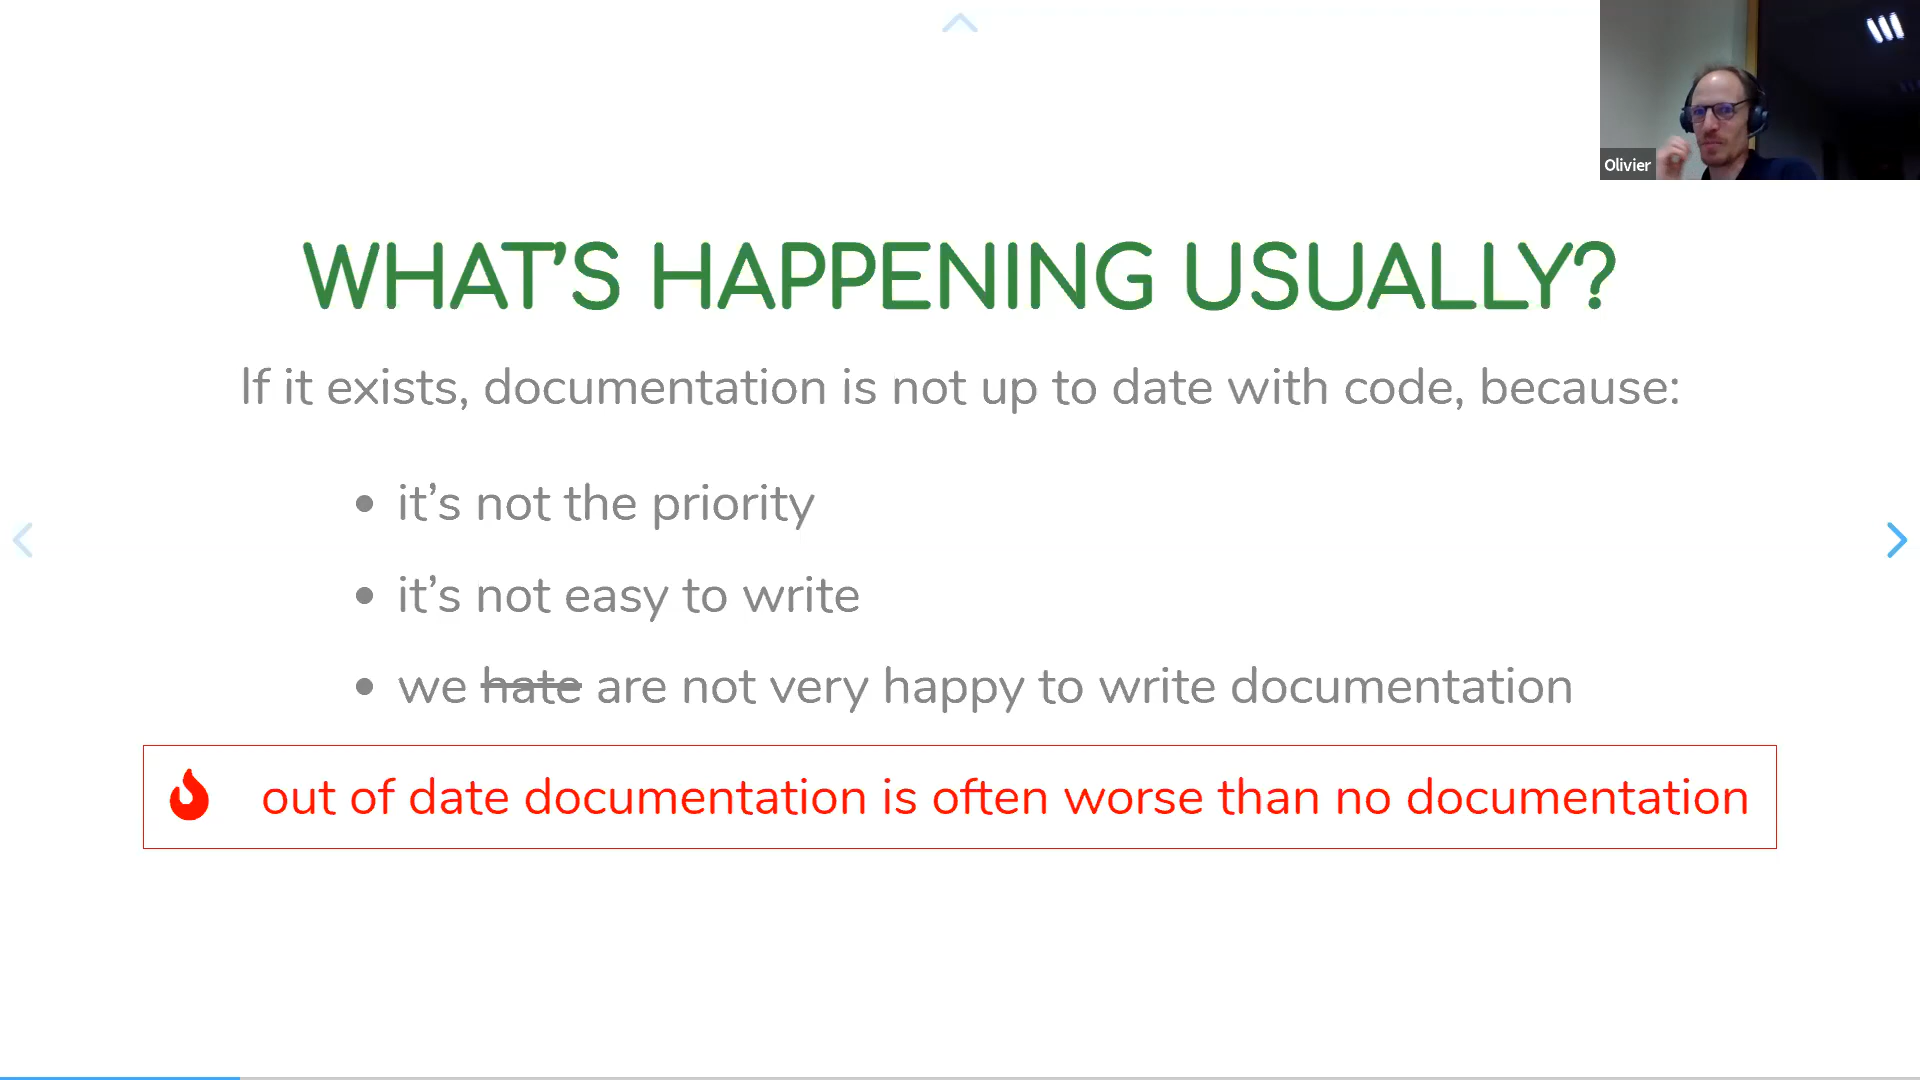 Olivier
WHAT’S HAPPENING USUALLY?
If it exists, documentation is not up to date with code, because:
• it’s not the priority
• it’s not easy to write
• we hate are not very happy to write documentation
out of date documentation is often worse than no documentation